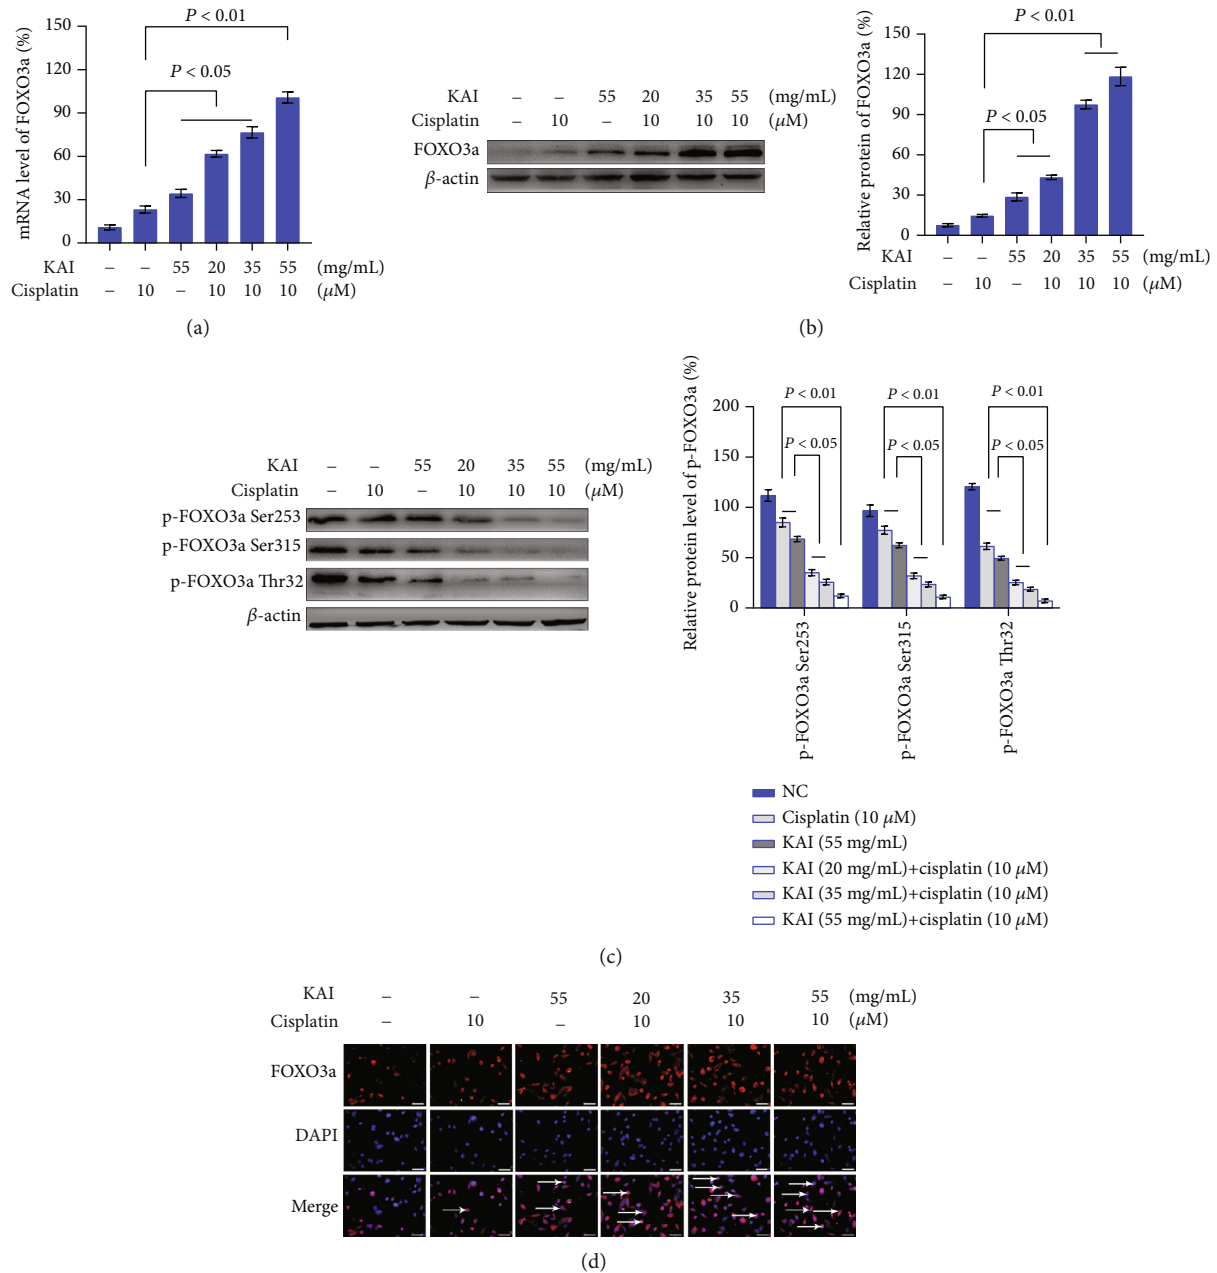 mRNA level of FOXO3a (%)
150
120
90
60
30
0
P < 0.01
P < 0.05
KAI – – 55 20 35 55 (mg/mL)
Cisplatin – 10 – 10 10 10 (μM)
(a)
KAI – – 55 20 35 55 (mg/mL)
Cisplatin – 10 – 10 10 10 (μM)
FOXO3a
β-actin
Relative protein of FOXO3a (%)
150
120
90
60
30
0
P < 0.01
P < 0.05
KAI – – 55 20 35 55 (mg/mL)
Cisplatin – 10 – 10 10 10 (μM)
(b)
KAI – – 55 20 35 55 (mg/mL)
Cisplatin – 10 – 10 10 10 (μM)
p-FOXO3a Ser253
p-FOXO3a Ser315
p-FOXO3a Thr32
β-actin
Relative protein level of p-FOXO3a (%)
200
150
100
50
0
P < 0.01 P < 0.01 P < 0.01
P < 0.05 P < 0.05 P < 0.05
p-FOXO3a Ser253
p-FOXO3a Ser315
p-FOXO3a Thr32
NC
Cisplatin (10 μM)
KAI (55 mg/mL)
KAI (20 mg/mL)+cisplatin (10 μM)
KAI (35 mg/mL)+cisplatin (10 μM)
KAI (55 mg/mL)+cisplatin (10 μM)
(c)
KAI – – 55 20 35 55 (mg/mL)
Cisplatin – 10 – 10 10 10 (μM)
FOXO3a
DAPI
Merge
(d)